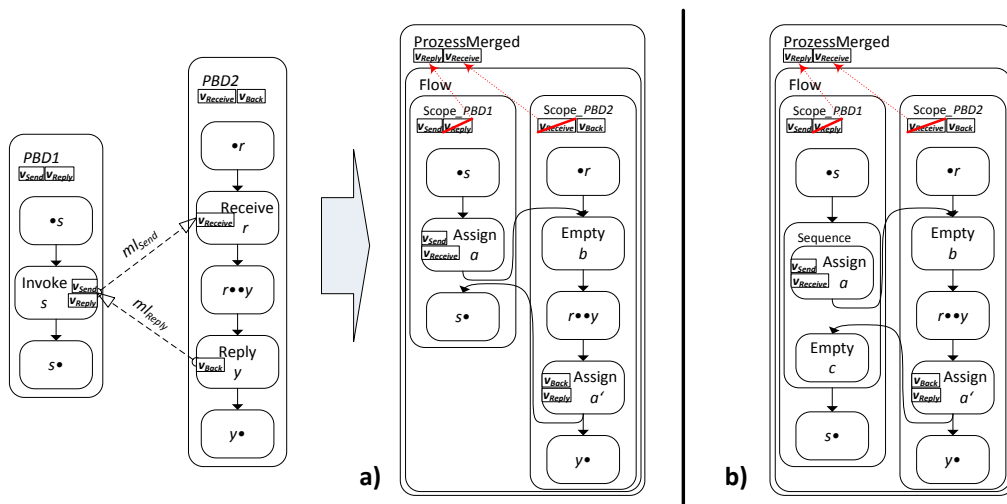 PBD1
vSend vReply
•s
Invoke
s
vSend
vReply
s•
mlSend
mlReply
PBD2
vReceive vBack
•r
Receive
vReceive
r
r••y
Reply
vBack
y
y•
a)
ProzessMerged
vReply vReceive
Flow
Scope_PBD1
vSend vReply
•s
Assign
vSend
vReceive
a
s•
Scope_PBD2
vReceive vBack
•r
Empty
b
r••y
Assign
vBack
vReply
a‘
y•
b)
ProzessMerged
vReply vReceive
Flow
Scope_PBD1
vSend vReply
•s
Sequence
Assign
vSend
vReceive
a
Empty
c
s•
Scope_PBD2
vReceive vBack
•r
Empty
b
r••y
Assign
vBack
vReply
a‘
y•